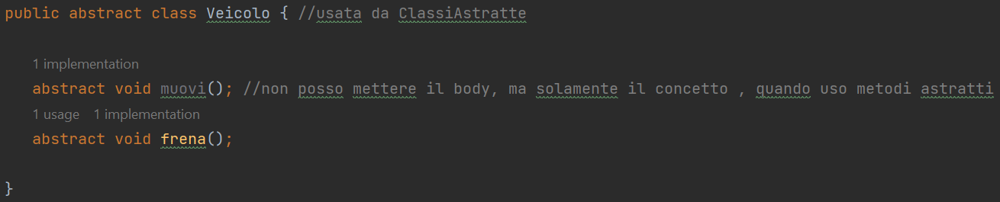 public abstract class Veicolo { //usata da ClassiAstratte
1 implementation
abstract void muovi(); //non posso mettere il body, ma solamente il concetto , quando uso metodi astratti
1 usage 1 implementation
abstract void frena();
}